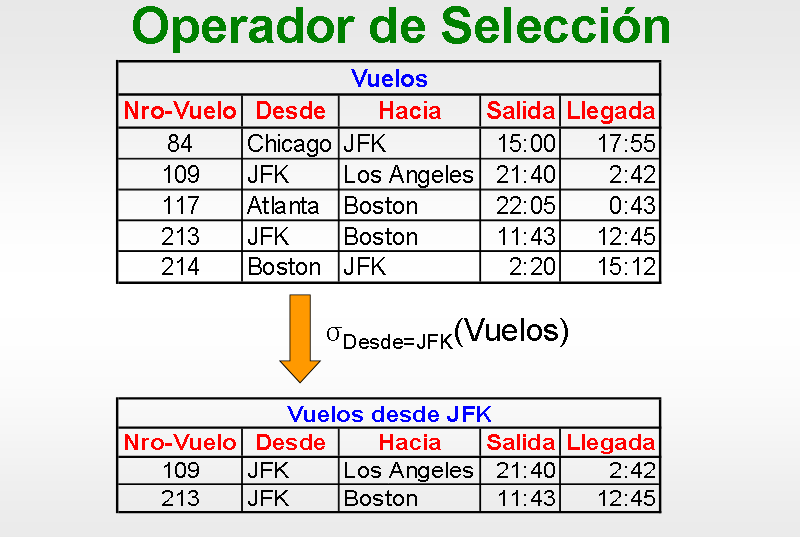 Operador de Selección
Vuelos
Nro-Vuelo Desde Hacia Salida Llegada
84 Chicago JFK 15:00 17:55
109 JFK Los Angeles 21:40 2:42
117 Atlanta Boston 22:05 0:43
213 JFK Boston 11:43 12:45
214 Boston JFK 2:20 15:12
σDesde=JFK(Vuelos)
Vuelos desde JFK
Nro-Vuelo Desde Hacia Salida Llegada
109 JFK Los Angeles 21:40 2:42
213 JFK Boston 11:43 12:45